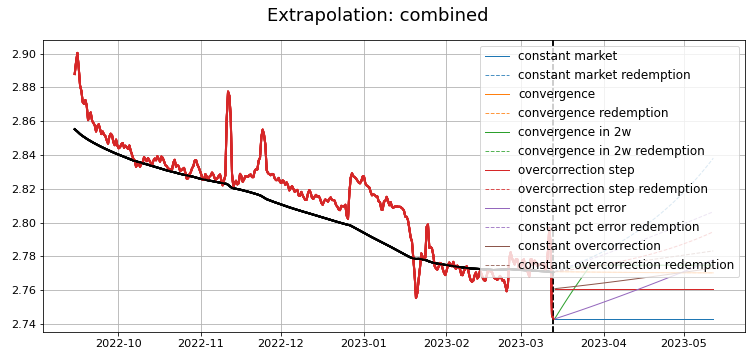 Extrapolation: combined
2.90
2.88
2.86
2.84
2.82
2.80
2.78
2.76
2.74
constant market
constant market redemption
convergence
convergence redemption
convergence in 2w
convergence in 2w redemption
overcorrection step
overcorrection step redemption
constant pct error
constant pct error redemption
constant overcorrection
constant overcorrection redemption
2022-10 2022-11 2022-12 2023-01 2023-02 2023-03 2023-04 2023-05